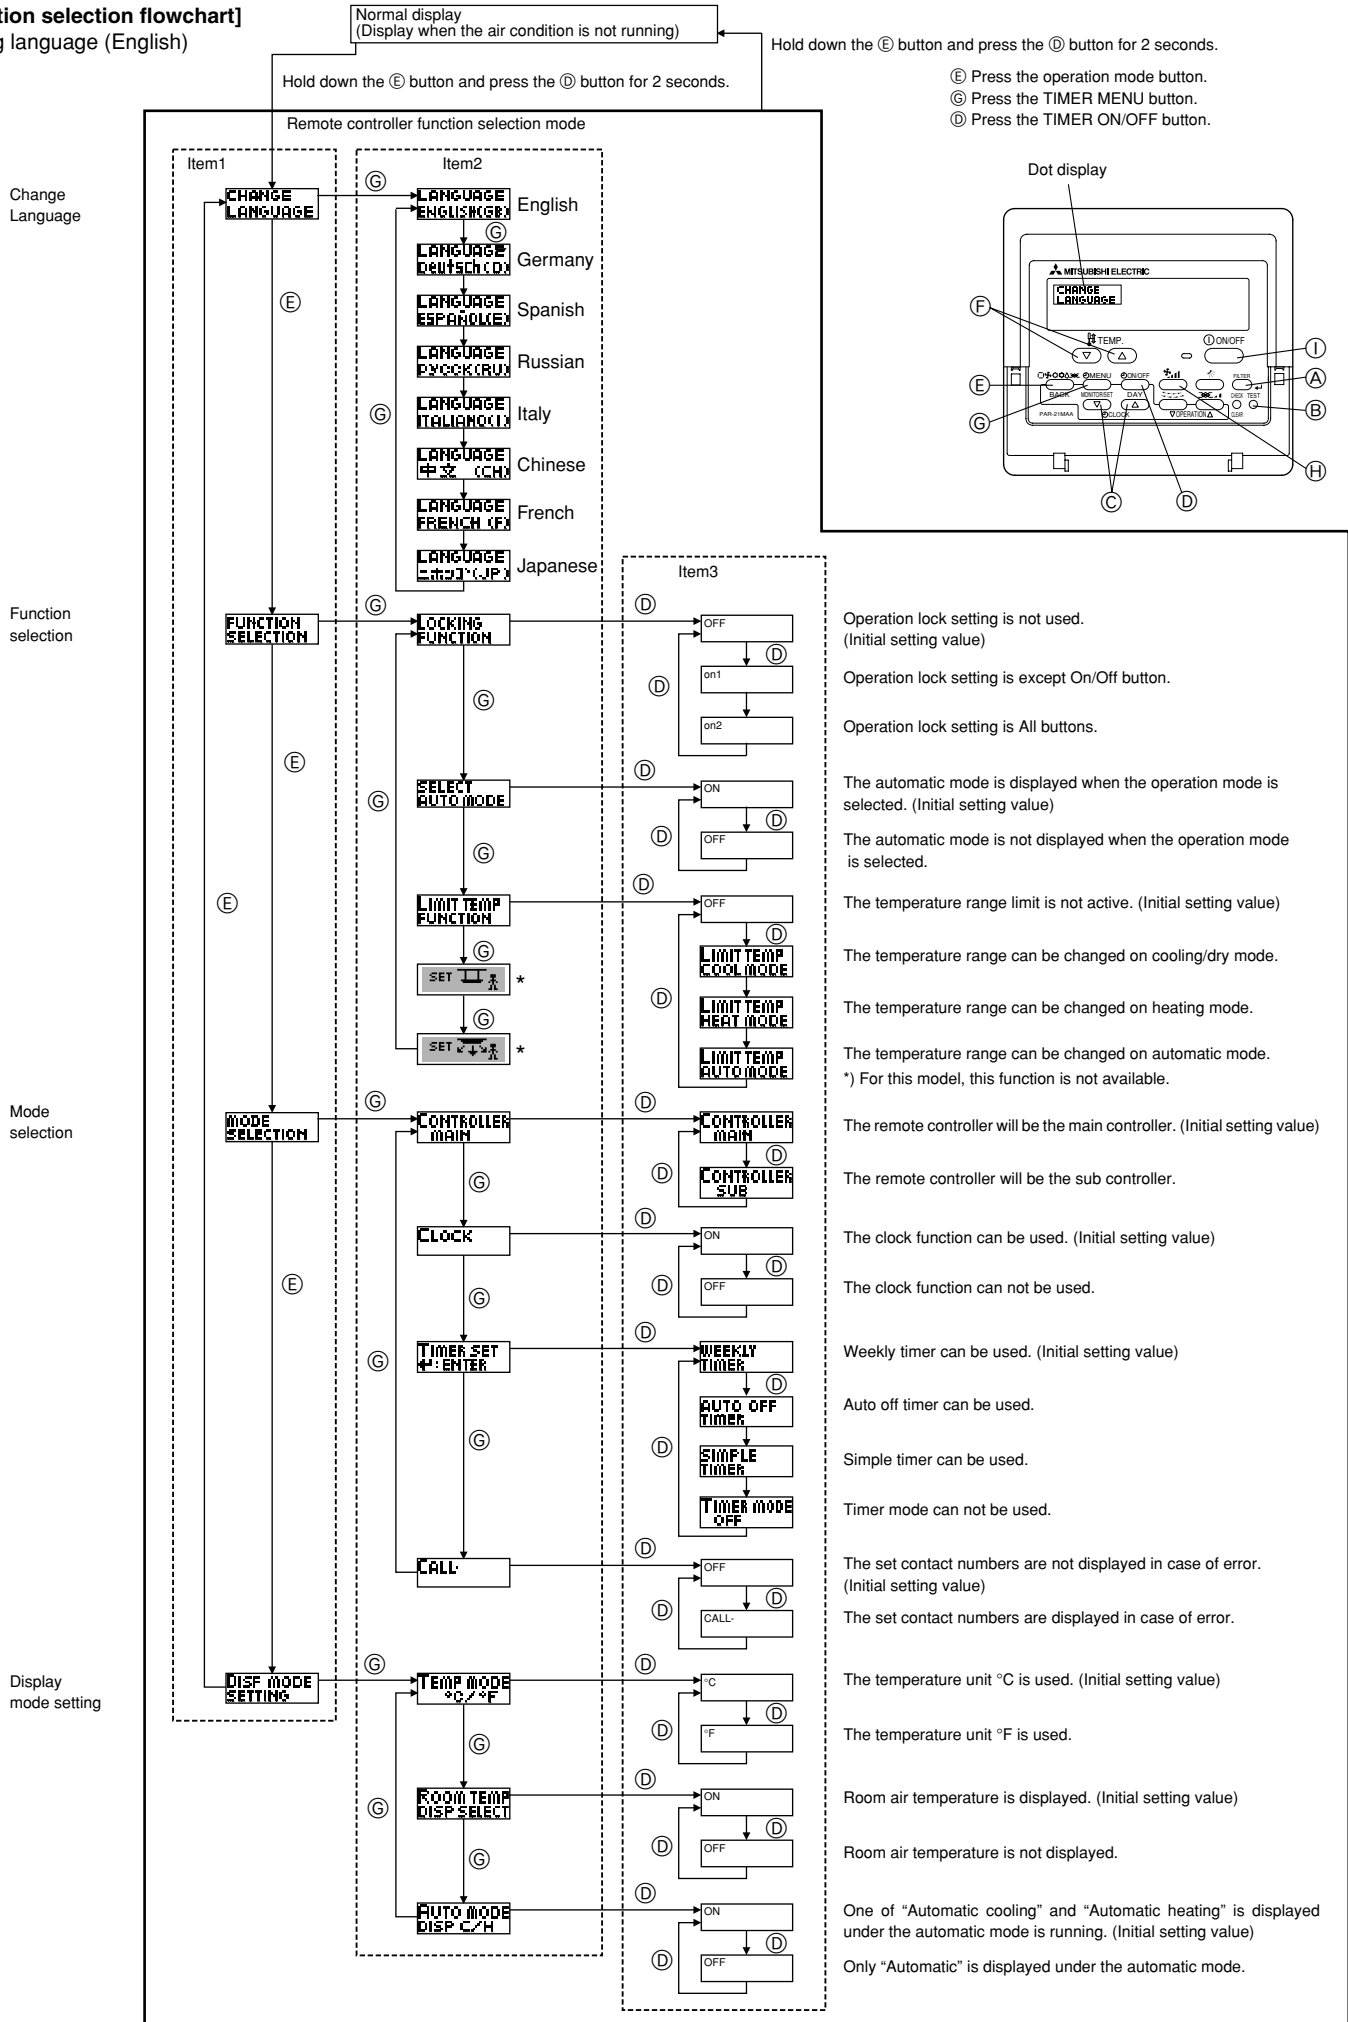 tion selection flowchart]
g language (English)
Normal display
(Display when the air condition is not running)
Hold down the Ⓔ button and press the Ⓓ button for 2 seconds.
Hold down the Ⓔ button and press the Ⓓ button for 2 seconds.
Ⓔ Press the operation mode button.
Ⓖ Press the TIMER MENU button.
Ⓓ Press the TIMER ON/OFF button.
Remote controller function selection mode
Item1
Item2
Dot display
MITSUBISHI ELECTRIC
CHANGE
LANGUAGE
TEMP.
ON/OFF
MENU
ON/OFF
FILTER
BACK
MONITOR/SET
DAY
CHECK
TEST
PAR-21MAA
CLOCK
▽OPERATION△
CLEAR
Ⓕ
Ⓔ
Ⓖ
Ⓒ
Ⓓ
Ⓘ
Ⓐ
Ⓑ
Ⓗ
Change
Language
CHANGE
LANGUAGE
Ⓖ
LANGUAGE
ENGLISH(GB)
English
Ⓖ
LANGUAGE
Deutsch(D)
Germany
Ⓔ
LANGUAGE
ESPAÑOL(E)
Spanish
LANGUAGE
РУССК(RU)
Russian
Ⓖ
LANGUAGE
ITALIANO(I)
Italy
LANGUAGE
中文 (CH)
Chinese
LANGUAGE
FRENCH (F)
French
LANGUAGE
ニホンゴ(JP)
Japanese
Item3
Function
selection
FUNCTION
SELECTION
Ⓖ
LOCKING
FUNCTION
Ⓓ
OFF
Operation lock setting is not used.
(Initial setting value)
Ⓓ
Ⓓ
on1
Operation lock setting is except On/Off button.
Ⓖ
on2
Operation lock setting is All buttons.
Ⓔ
Ⓖ
SELECT
AUTO MODE
Ⓓ
ON
The automatic mode is displayed when the operation mode is
selected. (Initial setting value)
Ⓓ
Ⓓ
OFF
The automatic mode is not displayed when the operation mode
is selected.
Ⓖ
Ⓔ
LIMIT TEMP
FUNCTION
Ⓓ
OFF
The temperature range limit is not active. (Initial setting value)
Ⓖ
Ⓓ
LIMIT TEMP
COOL MODE
The temperature range can be changed on cooling/dry mode.
SET
*
Ⓓ
Ⓖ
LIMIT TEMP
HEAT MODE
The temperature range can be changed on heating mode.
SET
*
LIMIT TEMP
AUTO MODE
The temperature range can be changed on automatic mode.
*) For this model, this function is not available.
Mode
selection
MODE
SELECTION
Ⓖ
CONTROLLER
MAIN
Ⓓ
CONTROLLER
MAIN
The remote controller will be the main controller. (Initial setting value)
Ⓓ
Ⓓ
Ⓖ
CONTROLLER
SUB
The remote controller will be the sub controller.
CLOCK
Ⓓ
ON
The clock function can be used. (Initial setting value)
Ⓓ
Ⓓ
Ⓔ
Ⓖ
OFF
The clock function can not be used.
Ⓖ
TIMER SET
↵:ENTER
Ⓓ
WEEKLY
TIMER
Weekly timer can be used. (Initial setting value)
Ⓓ
AUTO OFF
TIMER
Auto off timer can be used.
Ⓖ
Ⓓ
SIMPLE
TIMER
Simple timer can be used.
TIMER MODE
OFF
Timer mode can not be used.
CALL-
Ⓓ
OFF
The set contact numbers are not displayed in case of error.
(Initial setting value)
Ⓓ
Ⓓ
CALL-
The set contact numbers are displayed in case of error.
Display
mode setting
DISP MODE
SETTING
Ⓖ
TEMP MODE
°C/°F
Ⓓ
°C
The temperature unit °C is used. (Initial setting value)
Ⓓ
Ⓓ
Ⓖ
°F
The temperature unit °F is used.
Ⓖ
ROOM TEMP
DISP SELECT
Ⓓ
ON
Room air temperature is displayed. (Initial setting value)
Ⓓ
Ⓓ
Ⓖ
OFF
Room air temperature is not displayed.
AUTO MODE
DISP C/H
Ⓓ
ON
One of “Automatic cooling” and “Automatic heating” is displayed
under the automatic mode is running. (Initial setting value)
Ⓓ
Ⓓ
OFF
Only “Automatic” is displayed under the automatic mode.